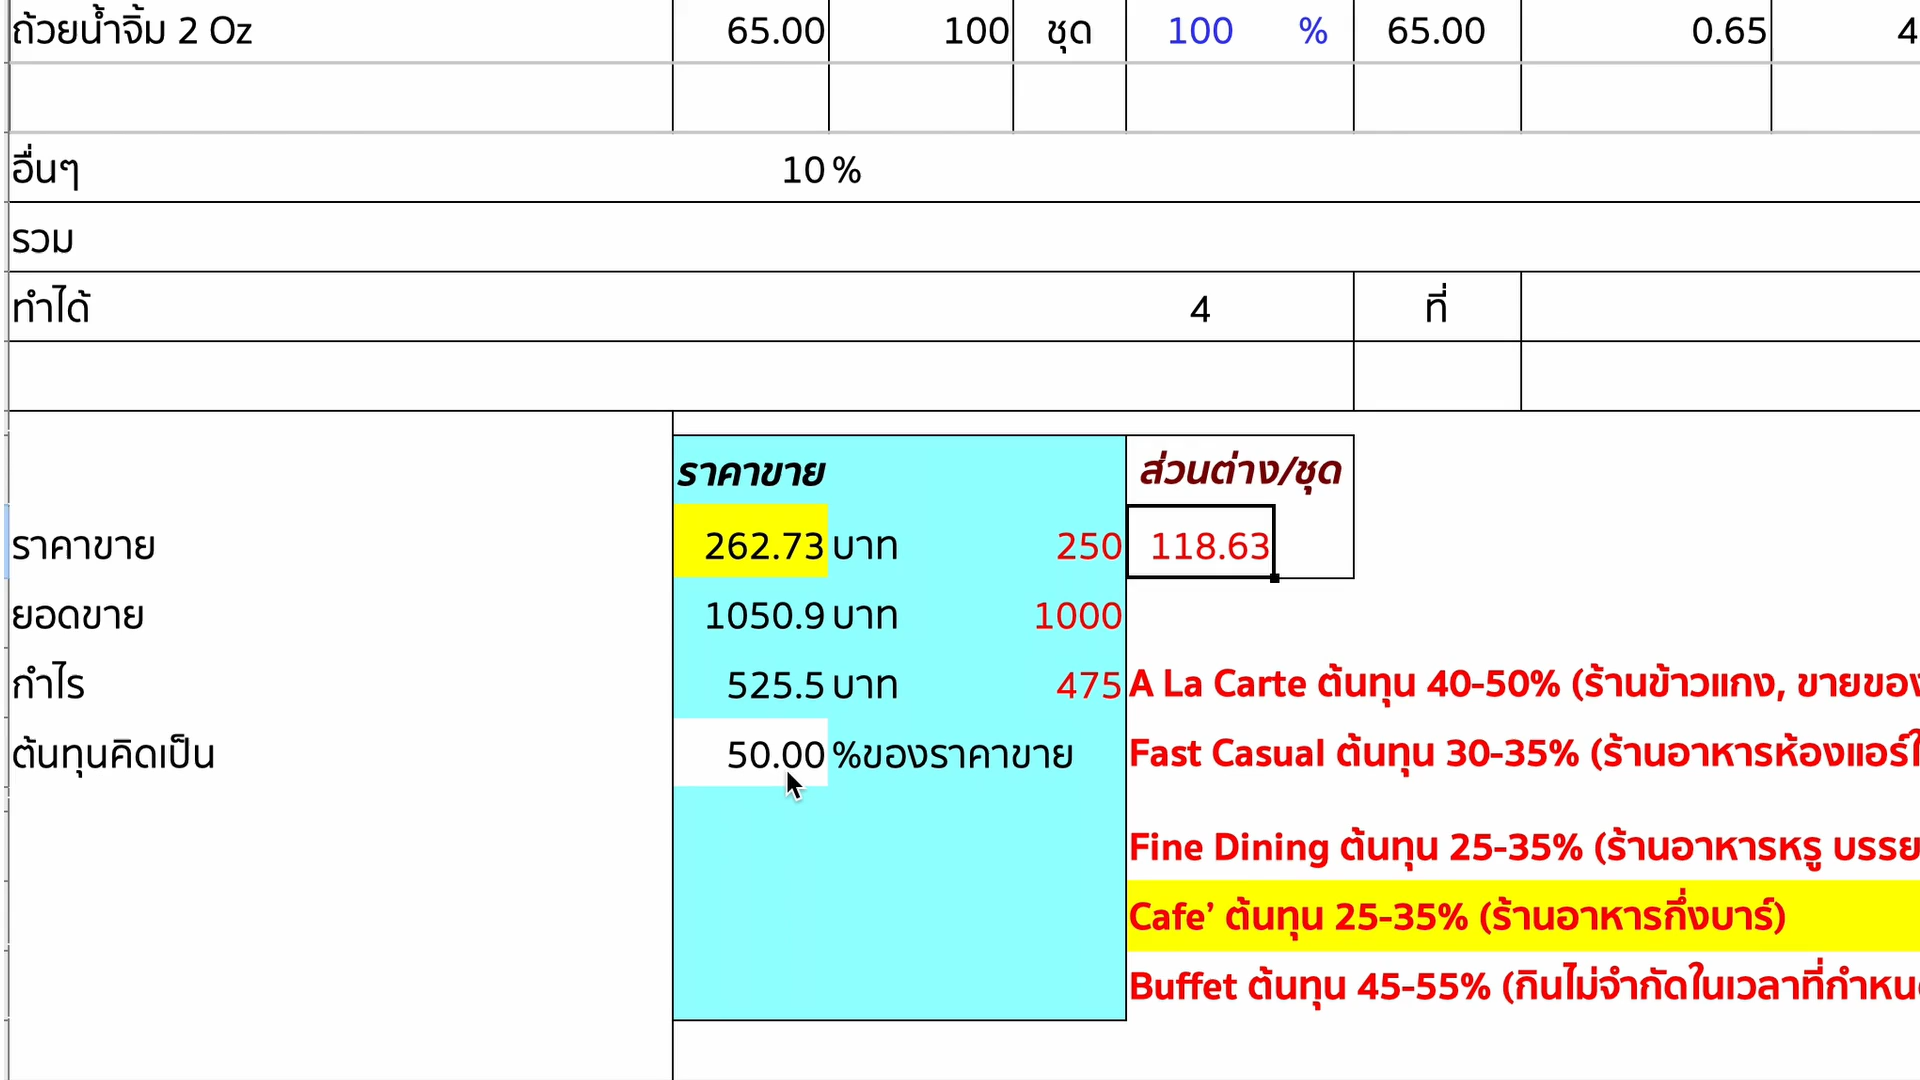 ถ้วยน้ำจิ้ม 2 Oz 65.00 100 ชุด 100 % 65.00 0.65 4
อื่นๆ 10 %
รวม
ทำได้ 4 ที่
ราคาขาย ส่วนต่าง/ชุด
ราคาขาย 262.73 บาท 250 118.63
ยอดขาย 1050.9 บาท 1000
กำไร 525.5 บาท 475 A La Carte ต้นทุน 40-50% (ร้านข้าวแกง, ขายของ
ต้นทุนคิดเป็น 50.00 %ของราคาขาย Fast Casual ต้นทุน 30-35% (ร้านอาหารห้องแอร์
Fine Dining ต้นทุน 25-35% (ร้านอาหารหรู บรรย
Cafe’ ต้นทุน 25-35% (ร้านอาหารกึ่งบาร์)
Buffet ต้นทุน 45-55% (กินไม่จำกัดในเวลาที่กำหน